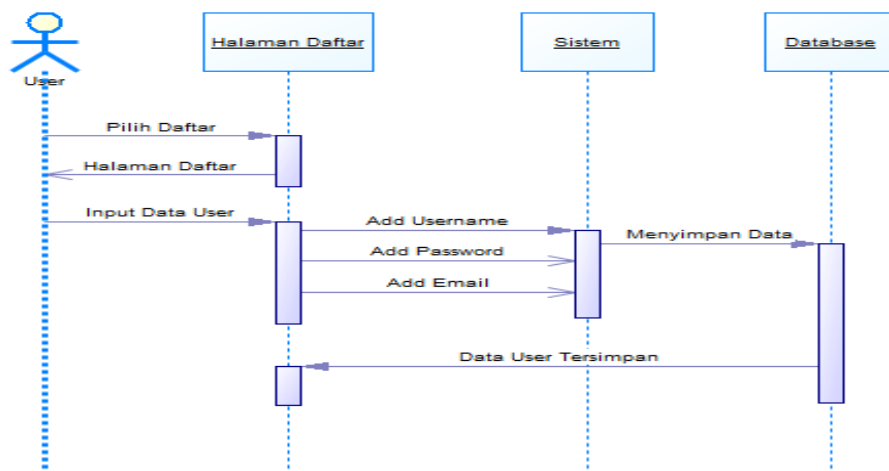 Halaman Daftar
Sistem
Database
User
Pilih Daftar
Halaman Daftar
Input Data User
Add Username
Menyimpan Data
Add Password
Add Email
Data User Tersimpan